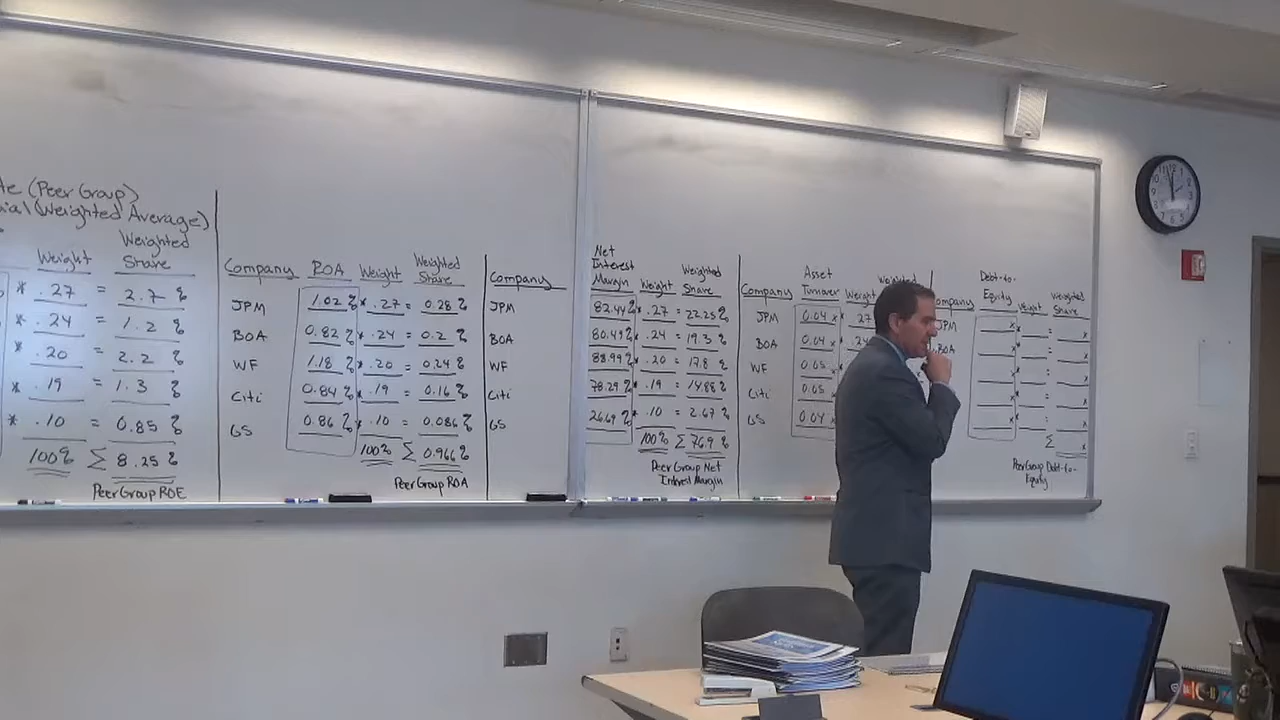 te (Peer Group)
ial (Weighted Average)
Weight Weighted Share
* .27 = 2.7 %
* .24 = 1.2 %
* .20 = 2.2 %
* .19 = 1.3 %
* .10 = 0.85 %
100% Σ 8.25 %
Peer Group ROE
Company ROA Weight Weighted Share
JPM 1.02 % * .27 = 0.28 %
BOA 0.82 % * .24 = 0.2 %
WF 1.18 % * .20 = 0.24 %
Citi 0.84 % * .19 = 0.16 %
GS 0.86 % * .10 = 0.086 %
100% Σ 0.966 %
Peer Group ROA
Company Net Interest Margin Weight Weighted Share
JPM 82.44% * .27 = 22.25 %
BOA 80.49% * .24 = 19.3 %
WF 88.99% * .20 = 17.8 %
Citi 78.29% * .19 = 14.88 %
GS 26.69% * .10 = 2.67 %
100% Σ 76.9 %
Peer Group Net
Interest Margin
Company Asset Turnover Weight Weighted
JPM 0.04 x .27
BOA 0.04 x
WF 0.05
Citi 0.05
GS 0.04 x
Company Debt-to-Equity Weight Weighted Share
JPM x * = x
BOA x * = x
x * = x
x * = x
x * = x
Σ x
Peer Group Debt-to-
Equity